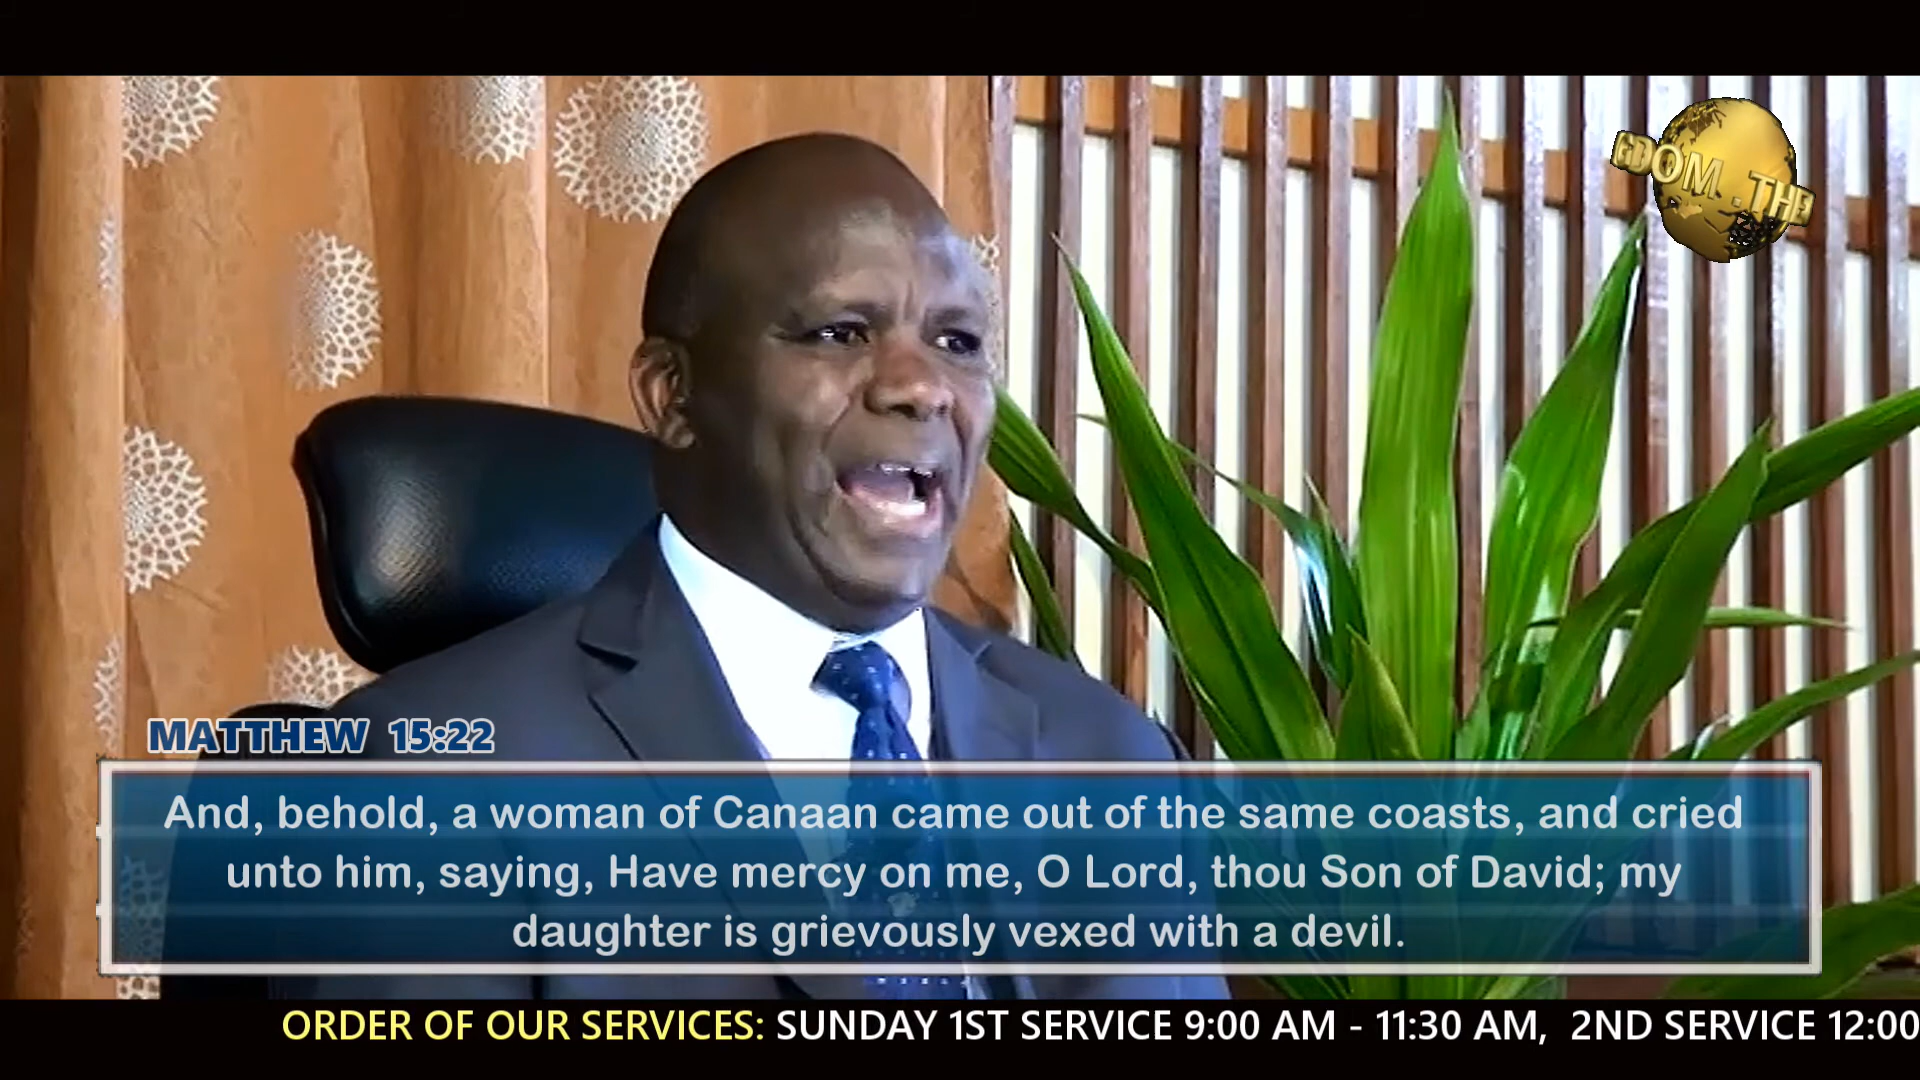 GDOM . THE
MATTHEW 15:22
And, behold, a woman of Canaan came out of the same coasts, and cried
unto him, saying, Have mercy on me, O Lord, thou Son of David; my
daughter is grievously vexed with a devil.
ORDER OF OUR SERVICES: SUNDAY 1ST SERVICE 9:00 AM - 11:30 AM, 2ND SERVICE 12:00